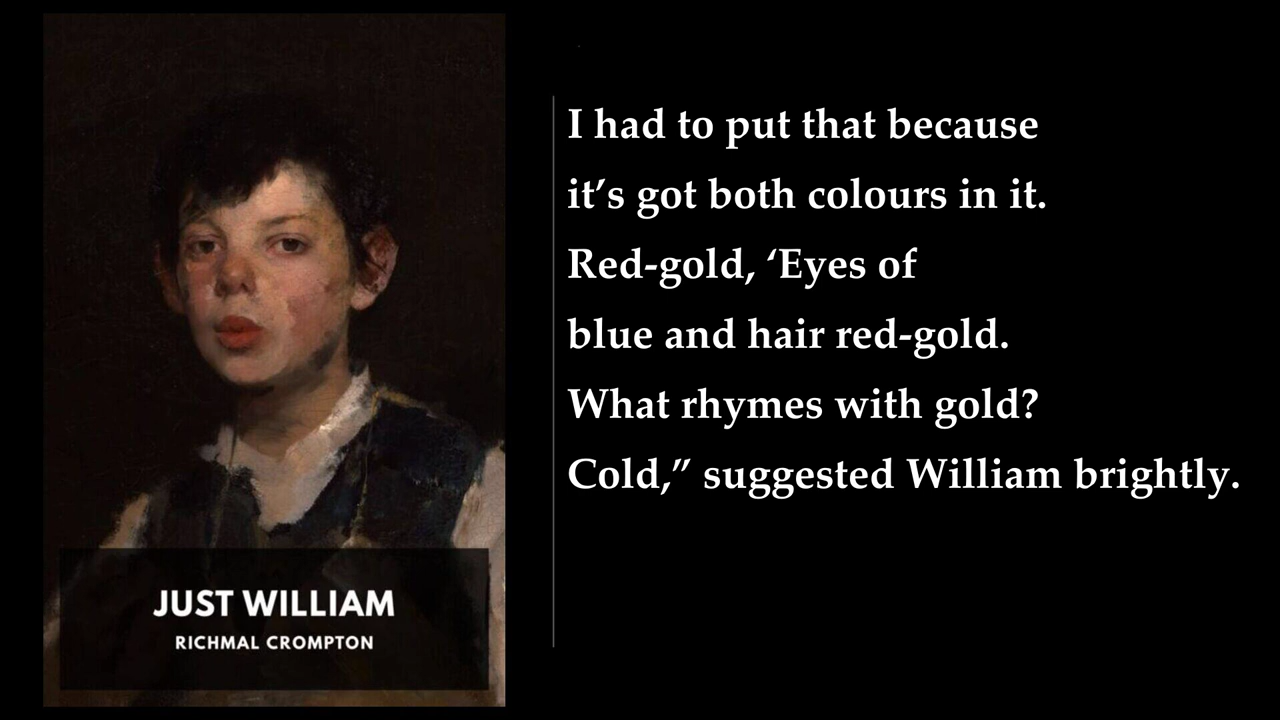 JUST WILLIAM
RICHMAL CROMPTON
I had to put that because
it’s got both colours in it.
Red-gold, ‘Eyes of
blue and hair red-gold.
What rhymes with gold?
Cold,” suggested William brightly.